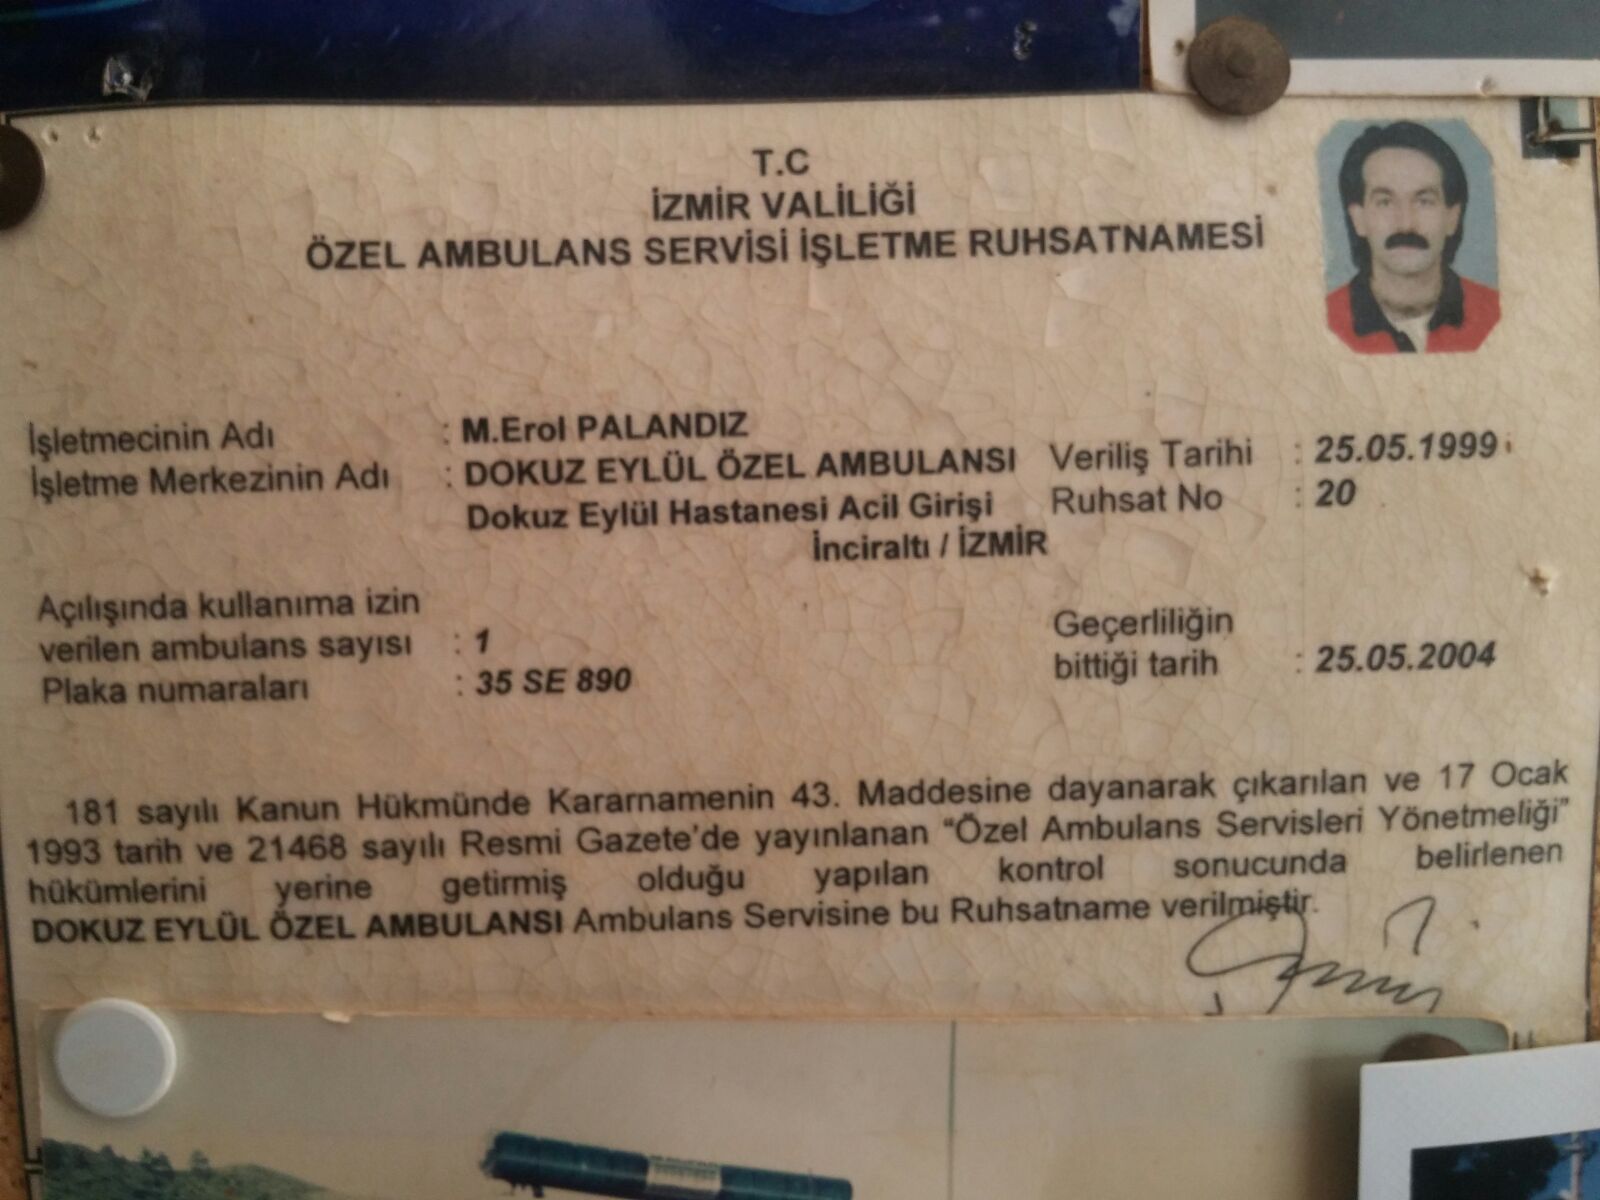 T.C
İZMİR VALİLİĞİ
ÖZEL AMBULANS SERVİSİ İŞLETME RUHSATNAMESİ
İşletmecinin Adı : M.Erol PALANDIZ
İşletme Merkezinin Adı : DOKUZ EYLÜL ÖZEL AMBULANSI Veriliş Tarihi : 25.05.1999
Dokuz Eylül Hastanesi Acil Girişi Ruhsat No : 20
İnciraltı / İZMİR
Açılışında kullanıma izin
verilen ambulans sayısı : 1
Plaka numaraları : 35 SE 890
Geçerliliğin
bittiği tarih : 25.05.2004
181 sayılı Kanun Hükmünde Kararnamenin 43. Maddesine dayanarak çıkarılan ve 17 Ocak
1993 tarih ve 21468 sayılı Resmi Gazete'de yayınlanan “Özel Ambulans Servisleri Yönetmeliği”
hükümlerini yerine getirmiş olduğu yapılan kontrol sonucunda belirlenen
DOKUZ EYLÜL ÖZEL AMBULANSI Ambulans Servisine bu Ruhsatname verilmiştir.